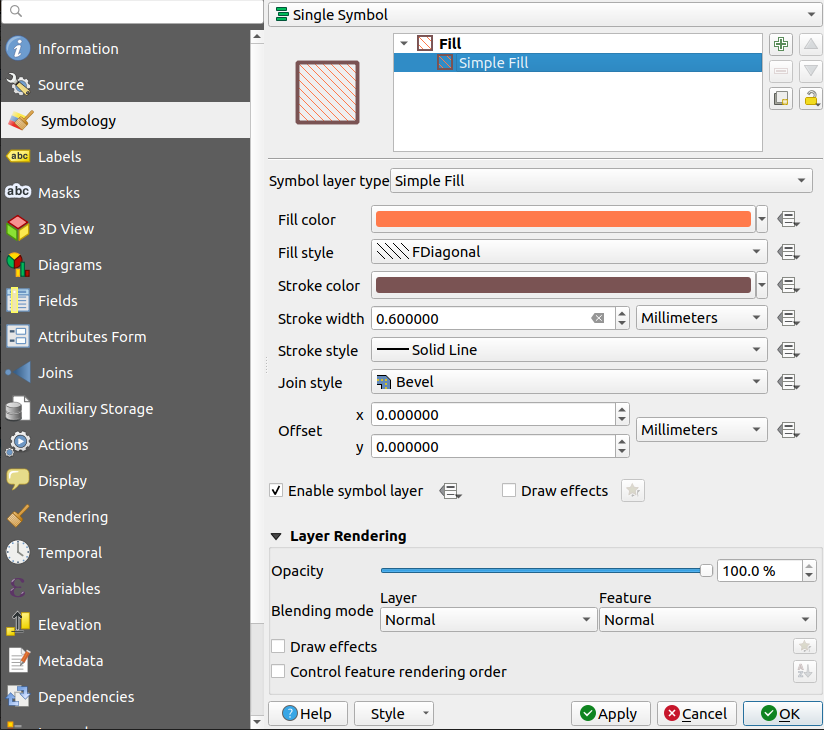 Single Symbol
Information
Source
Symbology
abc Labels
abc Masks
3D View
Diagrams
Fields
Attributes Form
Joins
Auxiliary Storage
Actions
Display
Rendering
Temporal
Variables
Elevation
Metadata
Dependencies
Fill
Simple Fill
Symbol layer type Simple Fill
Fill color
Fill style FDiagonal
Stroke color
Stroke width 0.600000 Millimeters
Stroke style Solid Line
Join style Bevel
Offset
x 0.000000
y 0.000000
Millimeters
Enable symbol layer Draw effects
Layer Rendering
Opacity 100.0 %
Layer Feature
Blending mode Normal Normal
Draw effects
Control feature rendering order
Help Style Apply Cancel OK